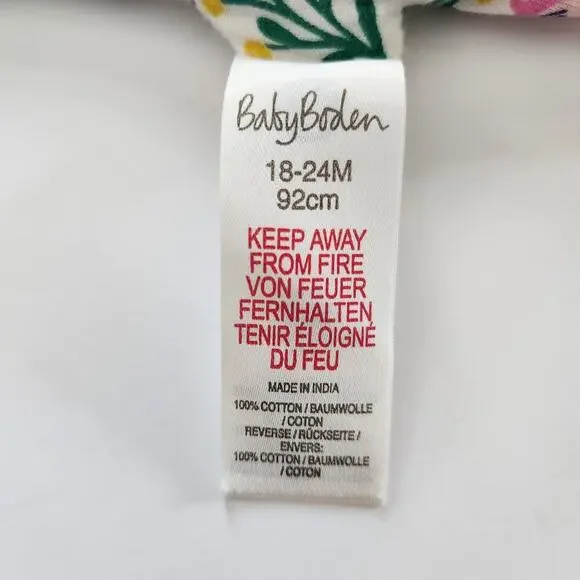 BabyBoden
18-24M
92cm
KEEP AWAY
FROM FIRE
VON FEUER
FERNHALTEN
TENIR ÉLOIGNÉ
DU FEU
MADE IN INDIA
100% COTTON / BAUMWOLLE
/ COTON
REVERSE / RÜCKSEITE /
ENVERS:
100% COTTON / BAUMWOLLE
/ COTON